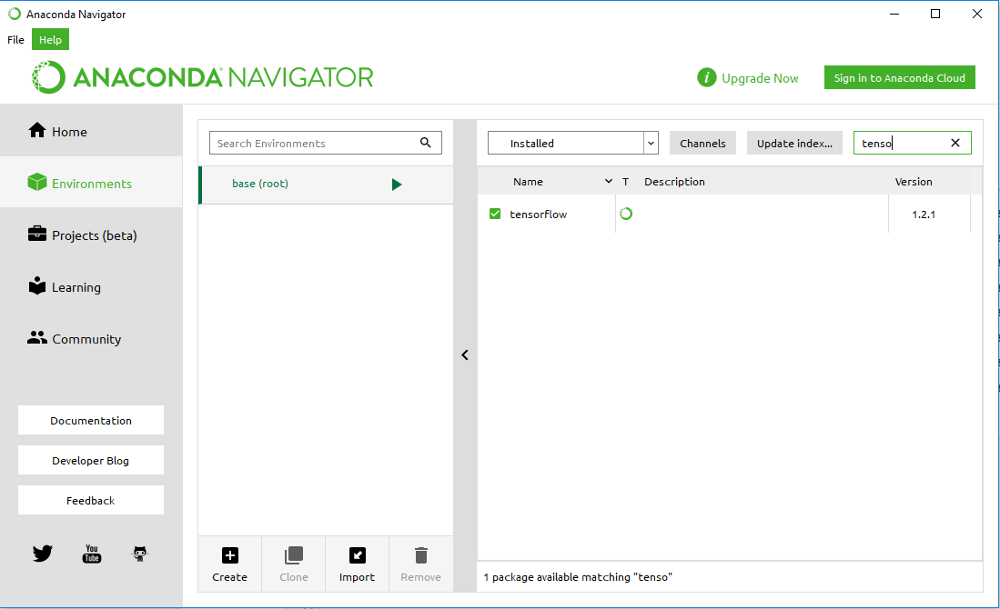 Anaconda Navigator
File Help
ANACONDA NAVIGATOR
i Upgrade Now
Sign in to Anaconda Cloud
Home
Environments
Projects (beta)
Learning
Community
Documentation
Developer Blog
Feedback
You Tube
Search Environments
base (root)
Create Clone Import Remove
Installed Channels Update index... tenso
Name T Description Version
tensorflow 1.2.1
1 package available matching "tenso"